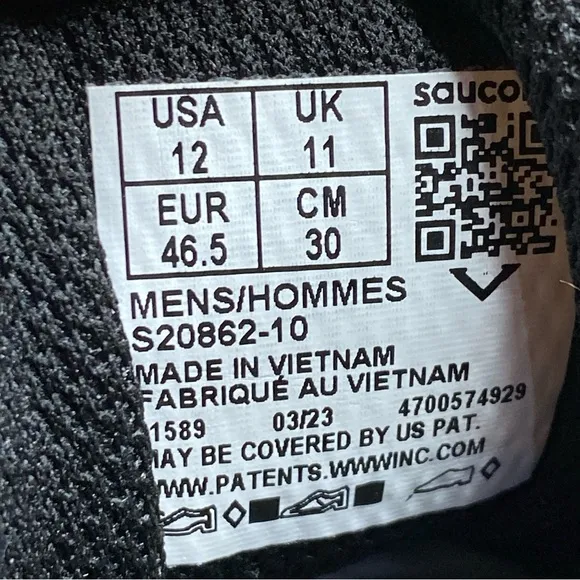 USA UK
12 11
EUR CM
46.5 30
sauco
MENS/HOMMES
S20862-10
MADE IN VIETNAM
FABRIQUÉ AU VIETNAM
1589 03/23 4700574929
MAY BE COVERED BY US PAT.
WWW.PATENTS.WWWINC.COM